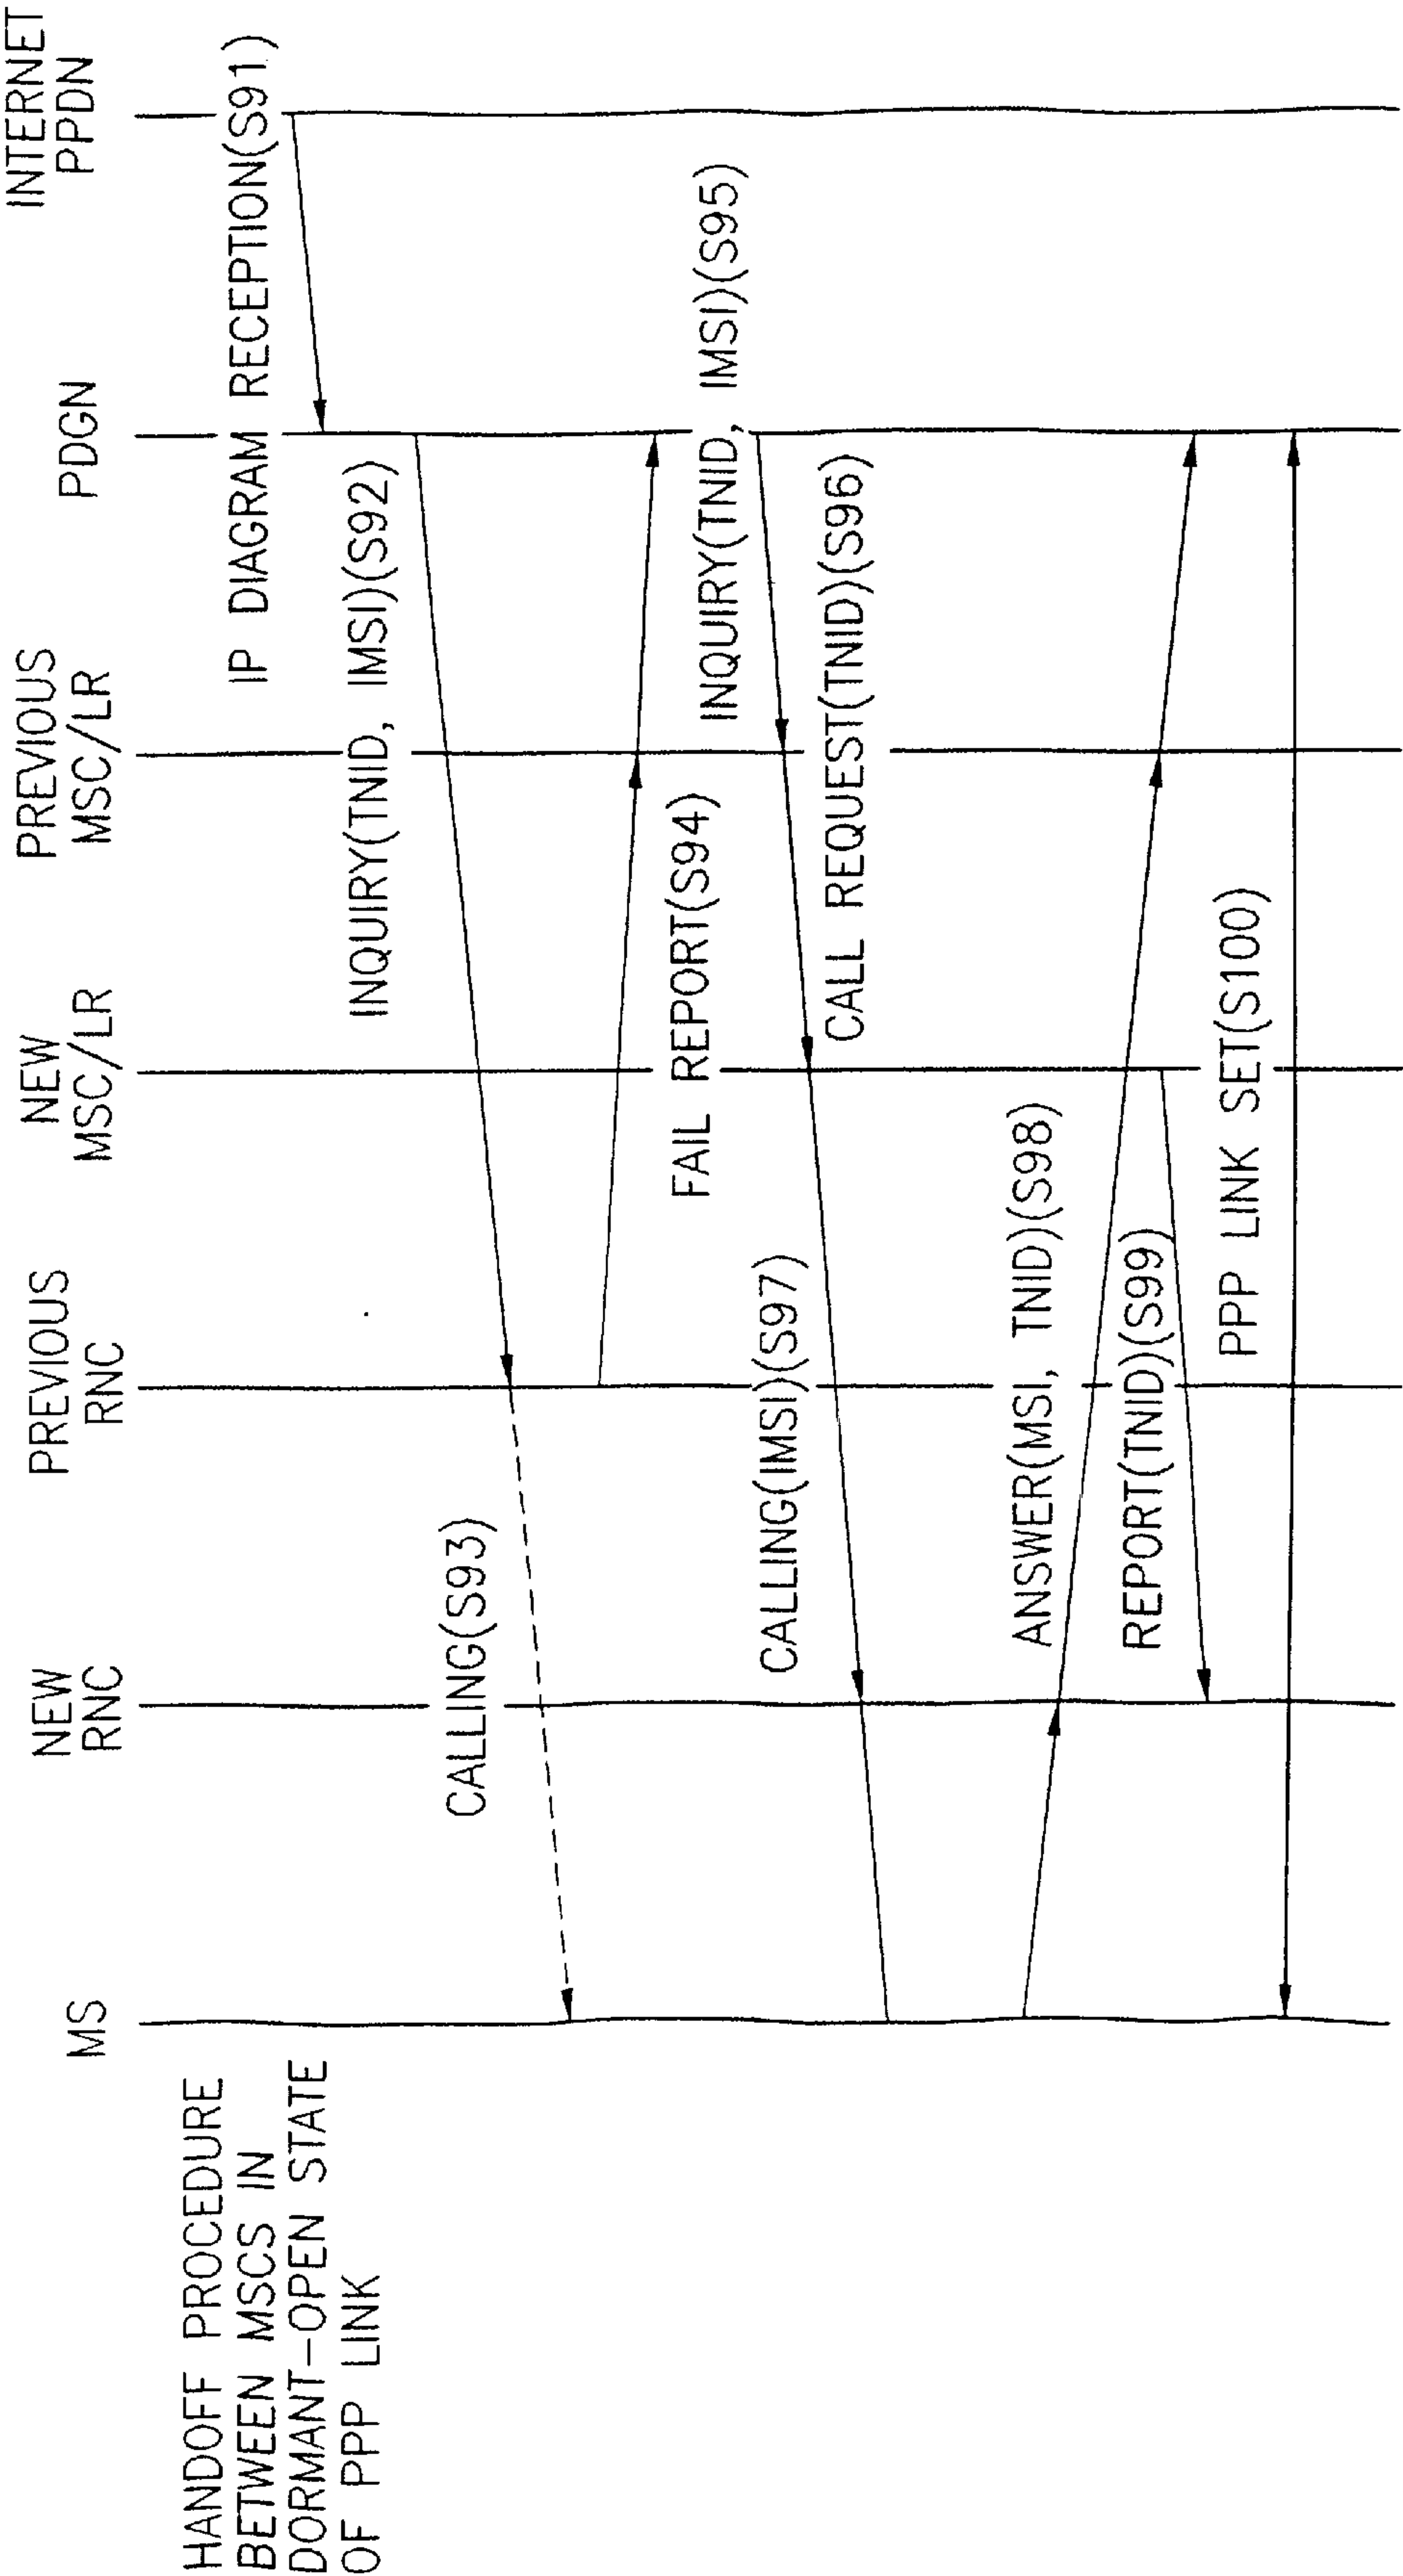 HANDOFF PROCEDURE
BETWEEN MSCS IN
DORMANT-OPEN STATE
OF PPP LINK
MS
NEW
RNC
PREVIOUS
RNC
NEW
MSC/LR
PREVIOUS
MSC/LR
PDGN
INTERNET
PPDN
IP DIAGRAM RECEPTION(S91)
INQUIRY(TNID, IMSI)(S92)
CALLING(S93)
FAIL REPORT(S94)
INQUIRY(TNID, IMSI)(S95)
CALL REQUEST(TNID)(S96)
CALLING(IMSI)(S97)
ANSWER(MSI, TNID)(S98)
REPORT(TNID)(S99)
PPP LINK SET(S100)